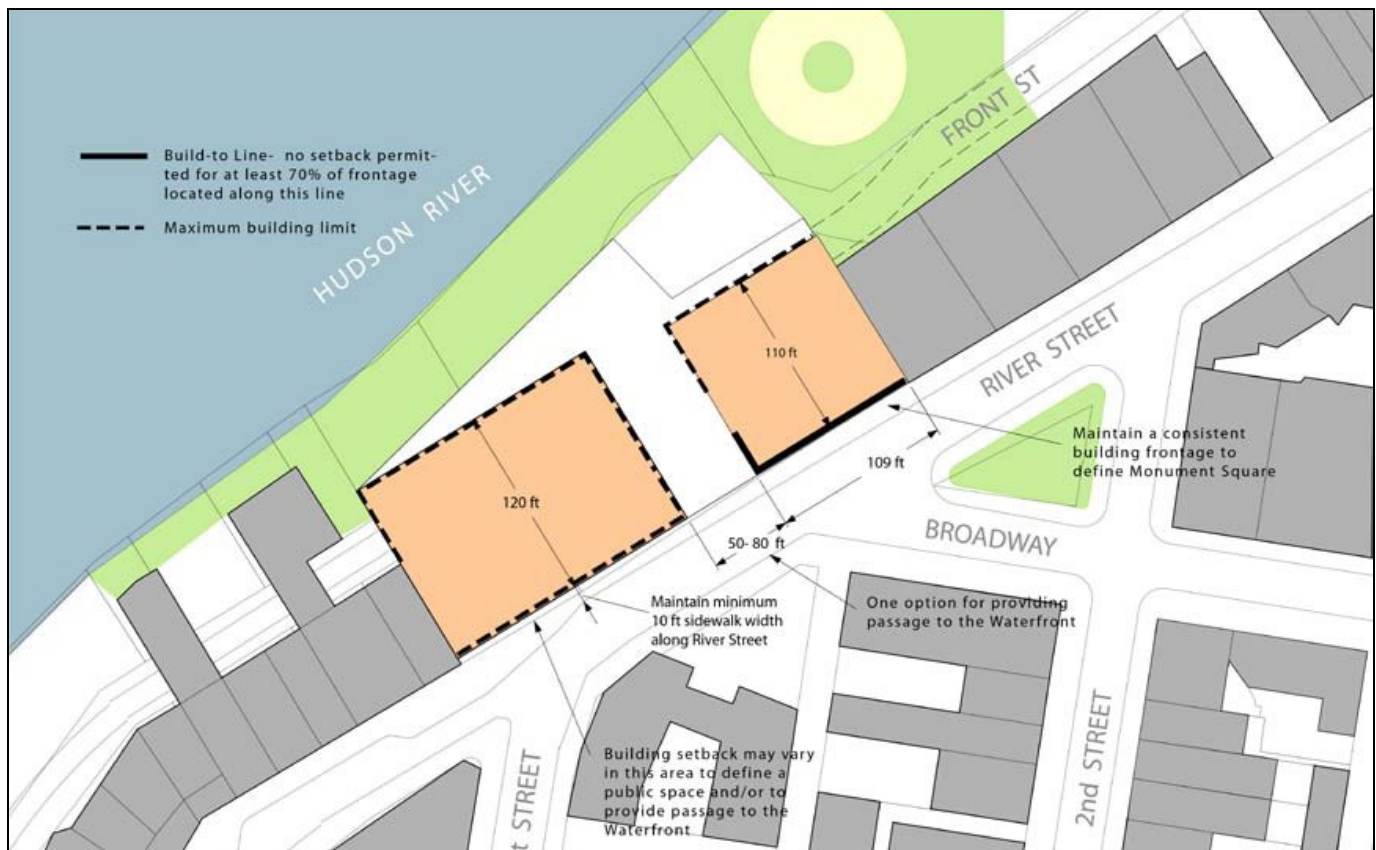 Build-to Line- no setback permit-
ted for at least 70% of frontage
located along this line
Maximum building limit
HUDSON RIVER
FRONT ST
RIVER STREET
110 ft
109 ft
Maintain a consistent
building frontage to
define Monument Square
120 ft
50- 80 ft
BROADWAY
Maintain minimum
10 ft sidewalk width
along River Street
One option for providing
passage to the Waterfront
Building setback may vary
in this area to define a
public space and/or to
provide passage to the
Waterfront
t STREET
2nd STREET